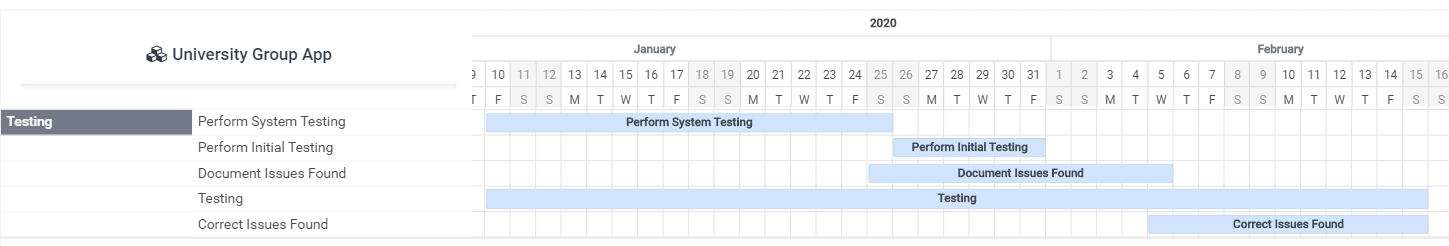 2020
University Group App
January February
9 10 11 12 13 14 15 16 17 18 19 20 21 22 23 24 25 26 27 28 29 30 31 1 2 3 4 5 6 7 8 9 10 11 12 13 14 15 16
T F S S M T W T F S S M T W T F S S M T W T F S S M T W T F S S M T W T F S S
Testing Perform System Testing Perform System Testing
Perform Initial Testing Perform Initial Testing
Document Issues Found Document Issues Found
Testing Testing
Correct Issues Found Correct Issues Found